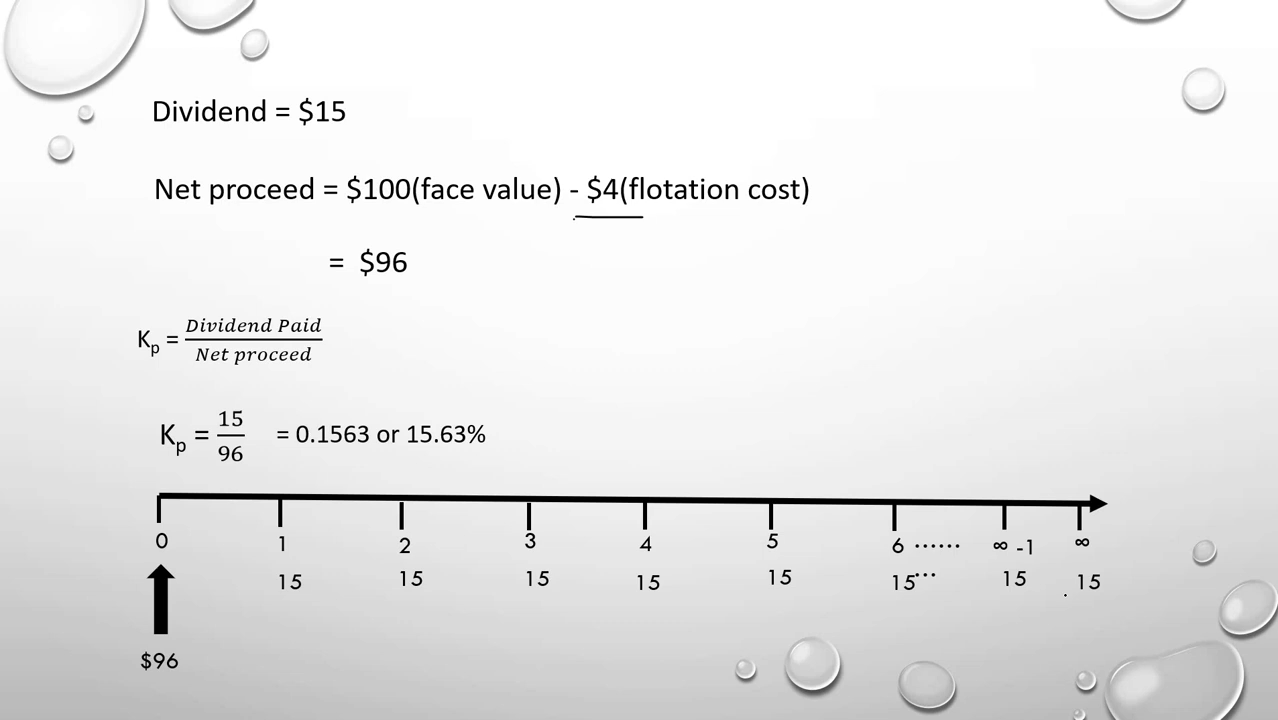 Dividend = $15
Net proceed = $100(face value) - $4(flotation cost)
= $96
Kₚ = Dividend Paid / Net proceed
Kₚ = 15 / 96 = 0.1563 or 15.63%
0 1 2 3 4 5 6 ...... ∞ -1 ∞
15 15 15 15 15 15... 15 15
$96